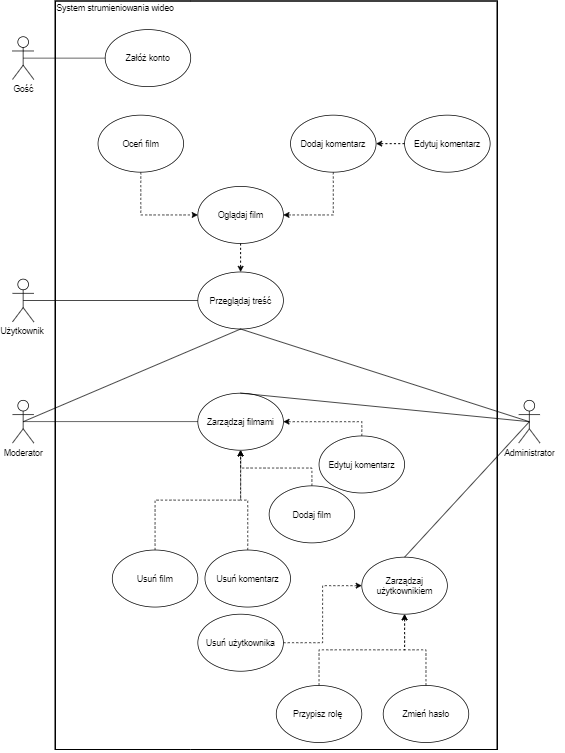 System strumieniowania wideo
Załóż konto
Gość
Oceń film
Dodaj komentarz
Edytuj komentarz
Oglądaj film
Przeglądaj treść
Użytkownik
Zarządzaj filmami
Moderator
Administrator
Edytuj komentarz
Dodaj film
Usuń film
Usuń komentarz
Zarządzaj
użytkownikiem
Usuń użytkownika
Przypisz rolę
Zmień hasło